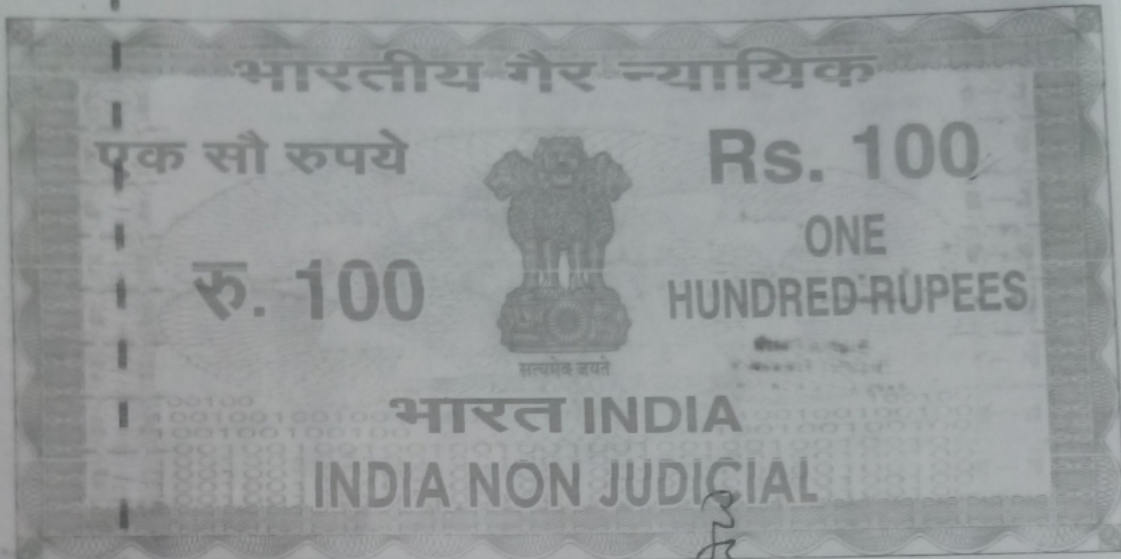 भारतीय गैर न्यायिक
एक सौ रुपये
Rs. 100
रु. 100
ONE
HUNDRED RUPEES
सत्यमेव जयते
भारत INDIA
INDIA NON JUDICIAL